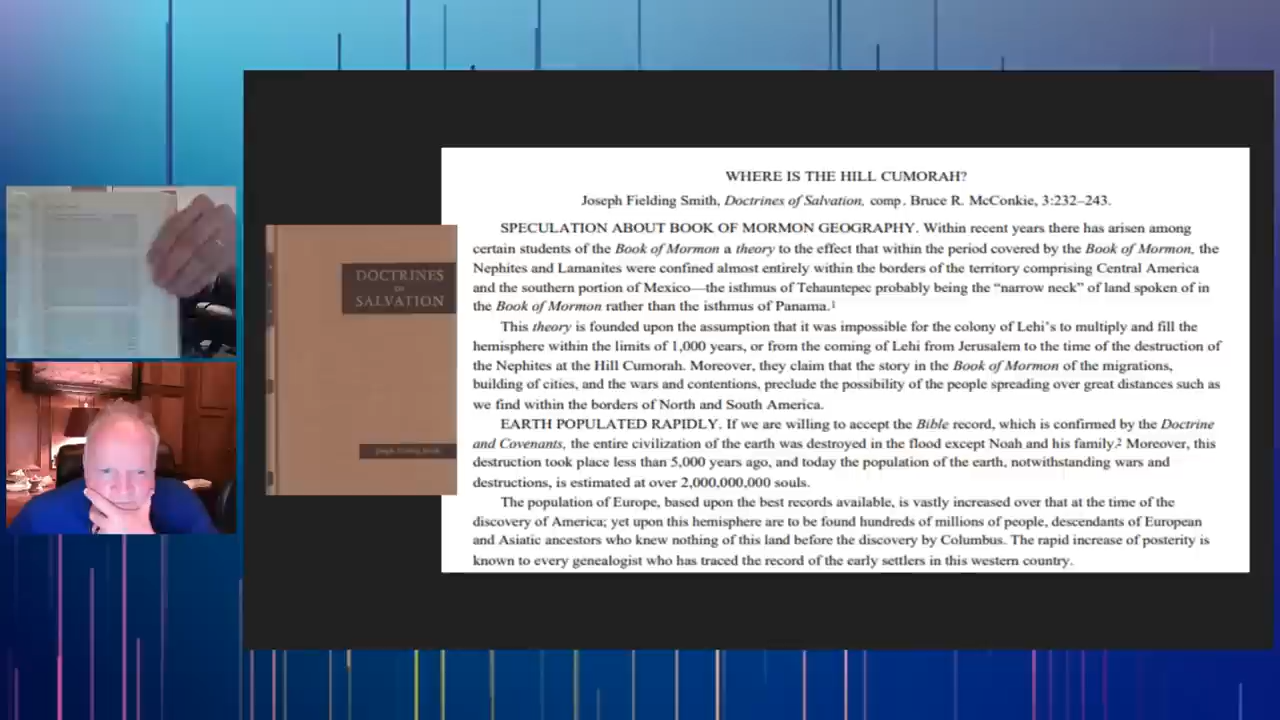 WHERE IS THE HILL CUMORAH?
Joseph Fielding Smith, Doctrines of Salvation, comp. Bruce R. McConkie, 3:232–243.
SPECULATION ABOUT BOOK OF MORMON GEOGRAPHY. Within recent years there has arisen among
certain students of the Book of Mormon a theory to the effect that within the period covered by the Book of Mormon, the
Nephites and Lamanites were confined almost entirely within the borders of the territory comprising Central America
and the southern portion of Mexico—the isthmus of Tehauntepec probably being the “narrow neck” of land spoken of in
the Book of Mormon rather than the isthmus of Panama.¹
This theory is founded upon the assumption that it was impossible for the colony of Lehi’s to multiply and fill the
hemisphere within the limits of 1,000 years, or from the coming of Lehi from Jerusalem to the time of the destruction of
the Nephites at the Hill Cumorah. Moreover, they claim that the story in the Book of Mormon of the migrations,
building of cities, and the wars and contentions, preclude the possibility of the people spreading over great distances such as
we find within the borders of North and South America.
EARTH POPULATED RAPIDLY. If we are willing to accept the Bible record, which is confirmed by the Doctrine
and Covenants, the entire civilization of the earth was destroyed in the flood except Noah and his family.² Moreover, this
destruction took place less than 5,000 years ago, and today the population of the earth, notwithstanding wars and
destructions, is estimated at over 2,000,000,000 souls.
The population of Europe, based upon the best records available, is vastly increased over that at the time of the
discovery of America; yet upon this hemisphere are to be found hundreds of millions of people, descendants of European
and Asiatic ancestors who knew nothing of this land before the discovery by Columbus. The rapid increase of posterity is
known to every genealogist who has traced the record of the early settlers in this western country.
DOCTRINES
OF
SALVATION
Joseph Fielding Smith